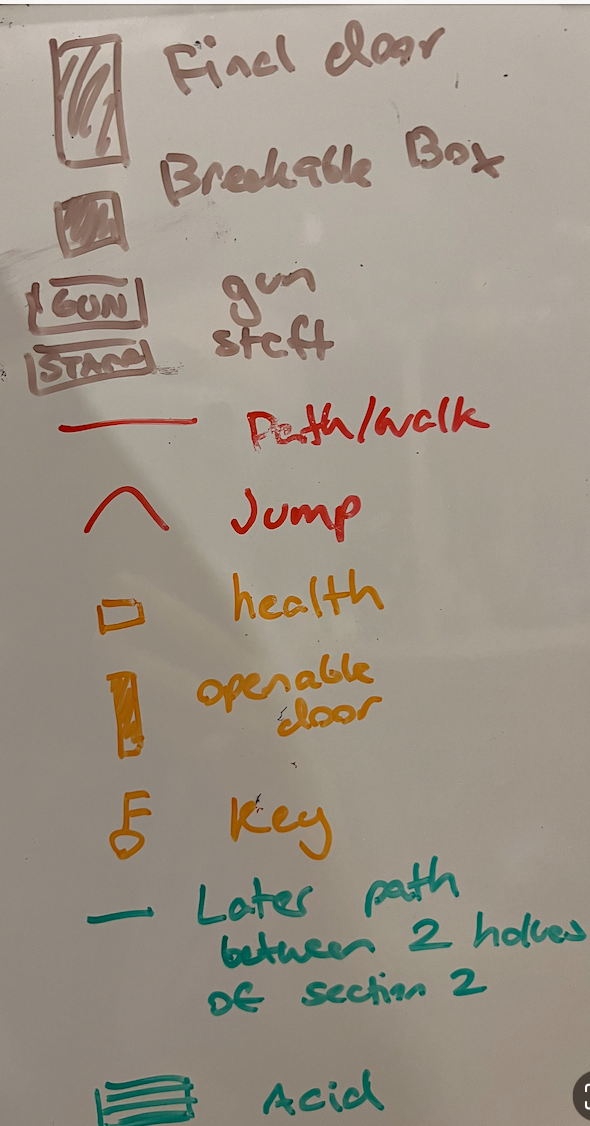 Final door
Breakable Box
GUN gun
STAFF staff
Path/walk
Jump
health
openable
door
Key
Later path
between 2 halves
OF section 2
Acid